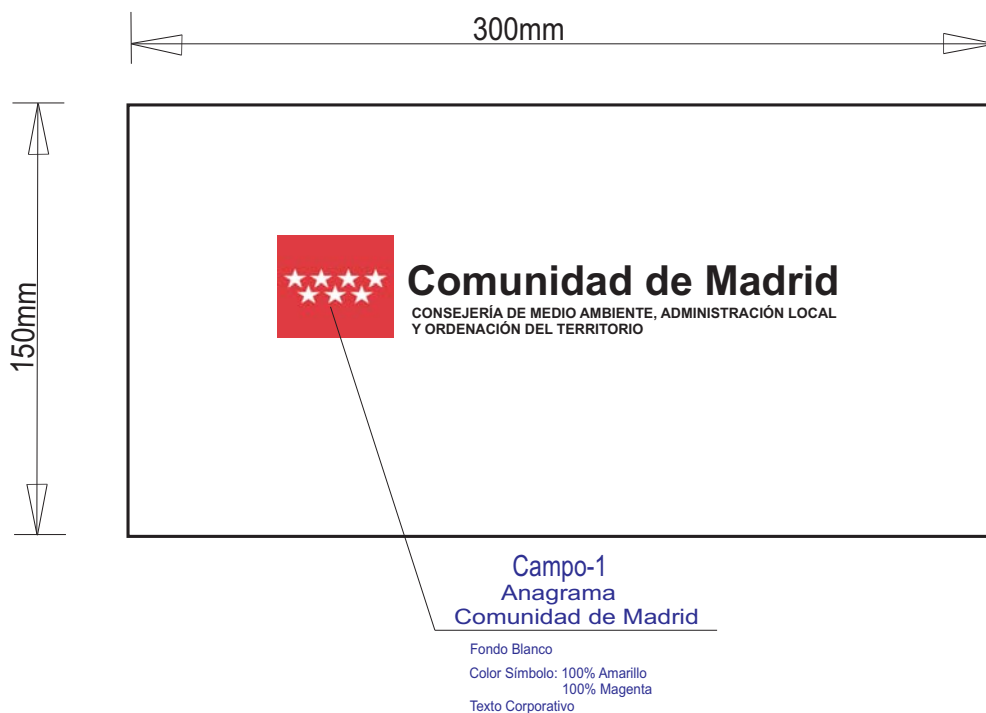 300mm
150mm
Comunidad de Madrid
CONSEJERÍA DE MEDIO AMBIENTE, ADMINISTRACIÓN LOCAL
Y ORDENACIÓN DEL TERRITORIO
Campo-1
Anagrama
Comunidad de Madrid
Fondo Blanco
Color Símbolo: 100% Amarillo
100% Magenta
Texto Corporativo